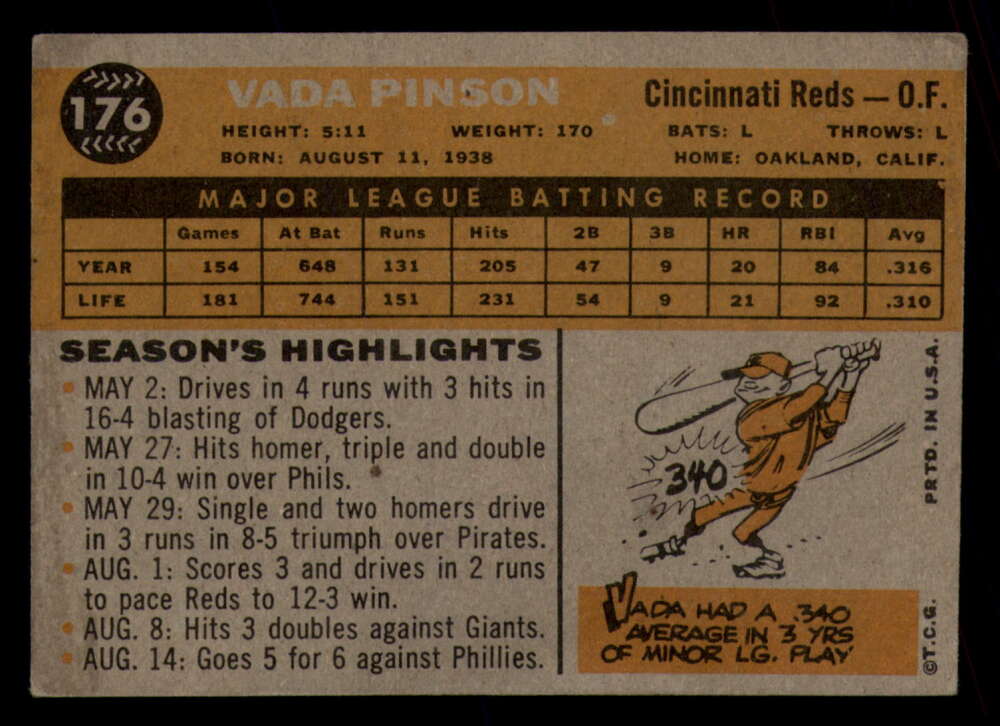 176
VADA PINSON
Cincinnati Reds — O.F.
HEIGHT: 5:11 WEIGHT: 170 BATS: L THROWS: L
BORN: AUGUST 11, 1938 HOME: OAKLAND, CALIF.
MAJOR LEAGUE BATTING RECORD
Games At Bat Runs Hits 2B 3B HR RBI Avg
YEAR 154 648 131 205 47 9 20 84 .316
LIFE 181 744 151 231 54 9 21 92 .310
SEASON'S HIGHLIGHTS
• MAY 2: Drives in 4 runs with 3 hits in
16-4 blasting of Dodgers.
• MAY 27: Hits homer, triple and double
in 10-4 win over Phils.
• MAY 29: Single and two homers drive
in 3 runs in 8-5 triumph over Pirates.
• AUG. 1: Scores 3 and drives in 2 runs
to pace Reds to 12-3 win.
• AUG. 8: Hits 3 doubles against Giants.
• AUG. 14: Goes 5 for 6 against Phillies.
340
VADA HAD A .340
AVERAGE IN 3 YRS
OF MINOR LG. PLAY
PRTD. IN U.S.A.
©T.C.G.